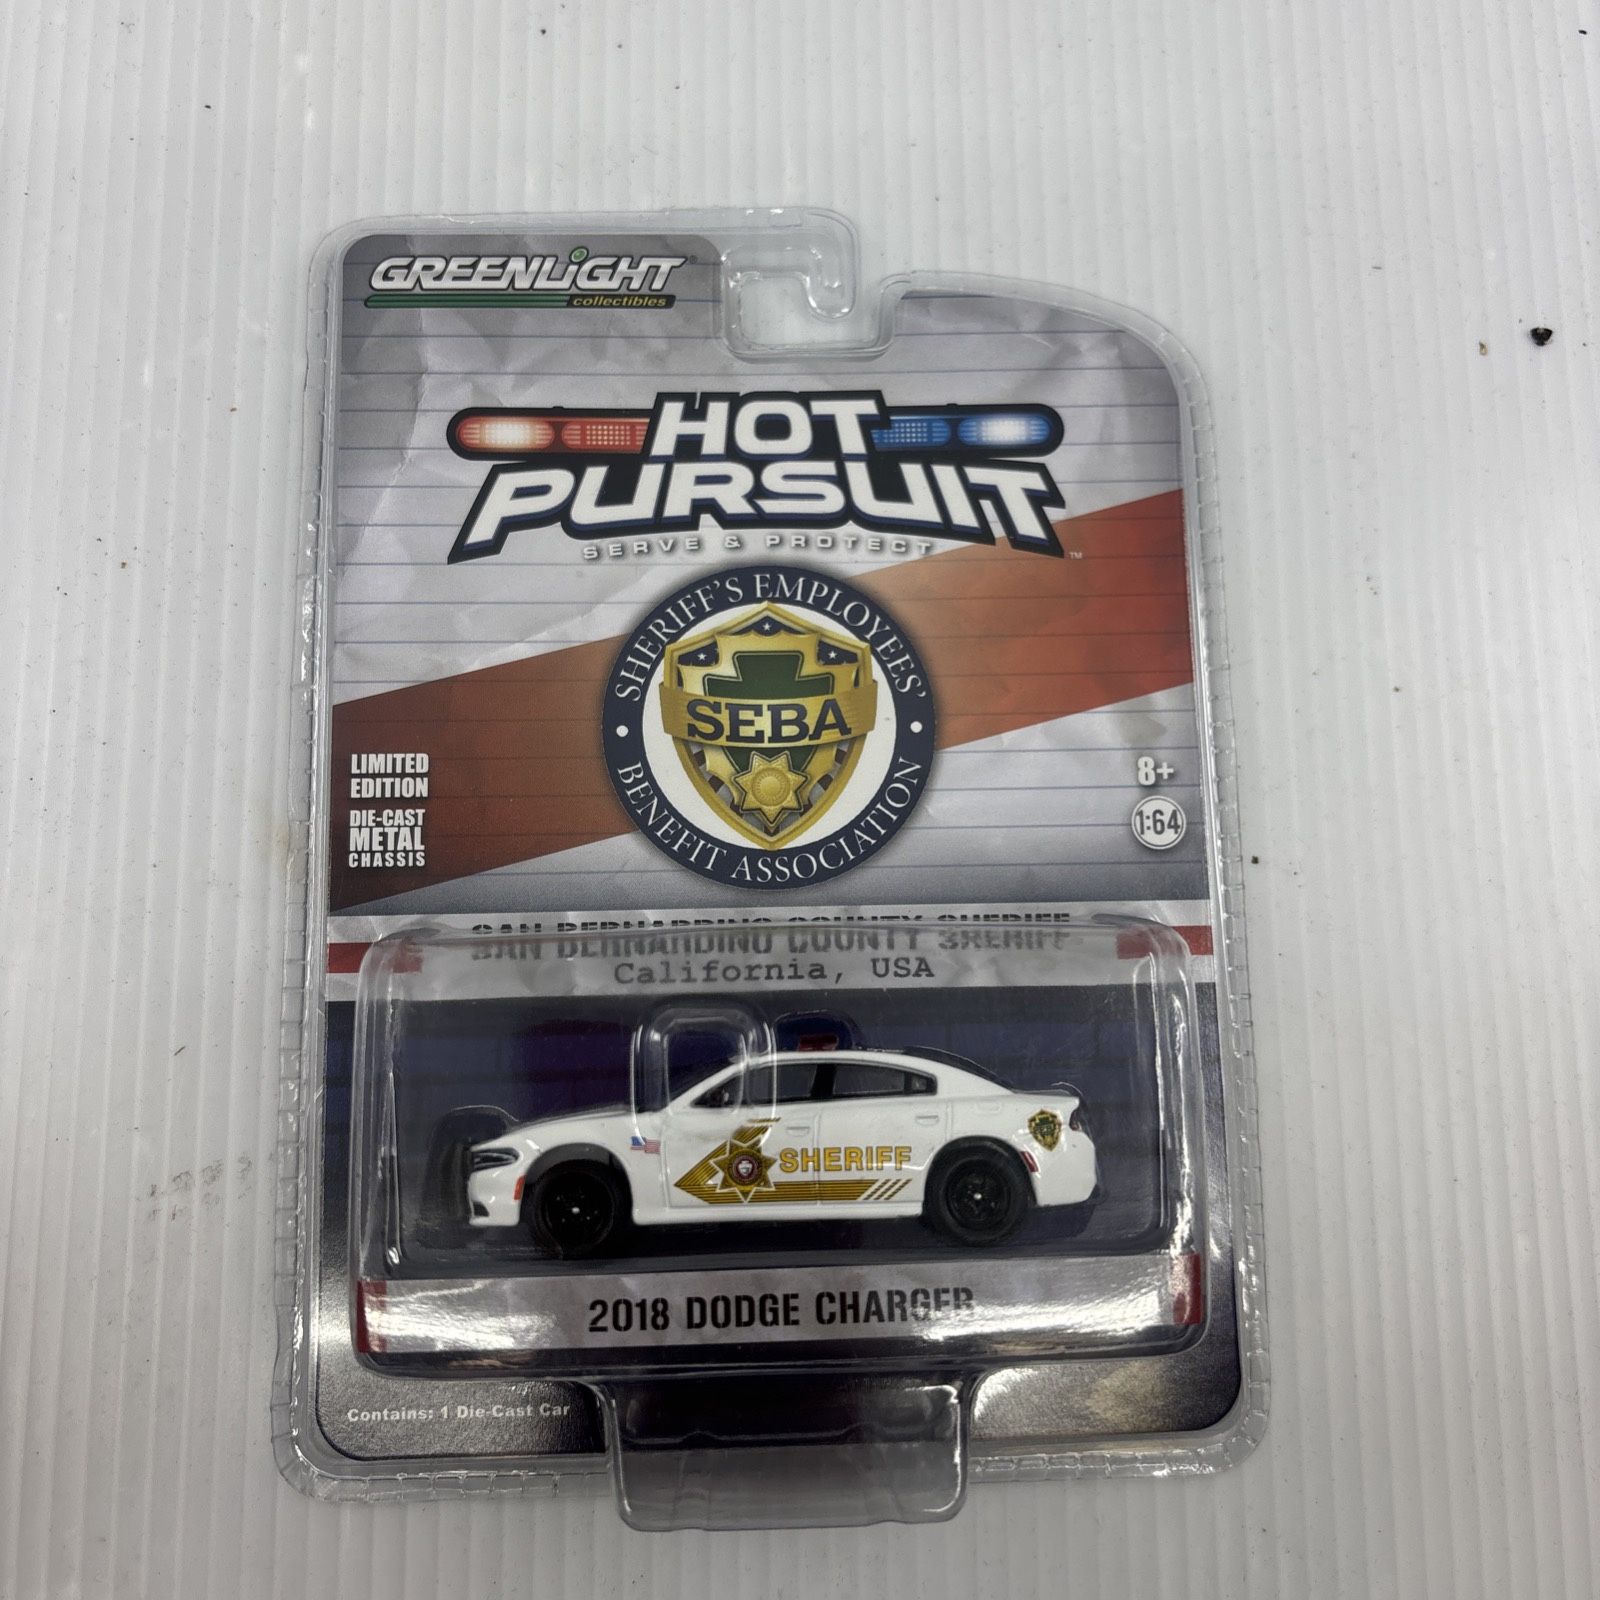 GREENLiGHT®
collectibles
HOT
PURSUIT™
SERVE & PROTECT
SHERIFF'S EMPLOYEES'
SEBA
BENEFIT ASSOCIATION
LIMITED
EDITION
DIE-CAST
METAL
CHASSIS
8+
1:64
SAN BERNARDINO COUNTY SHERIFF
California, USA
SHERIFF
2018 DODGE CHARGER
Contains: 1 Die-Cast Car